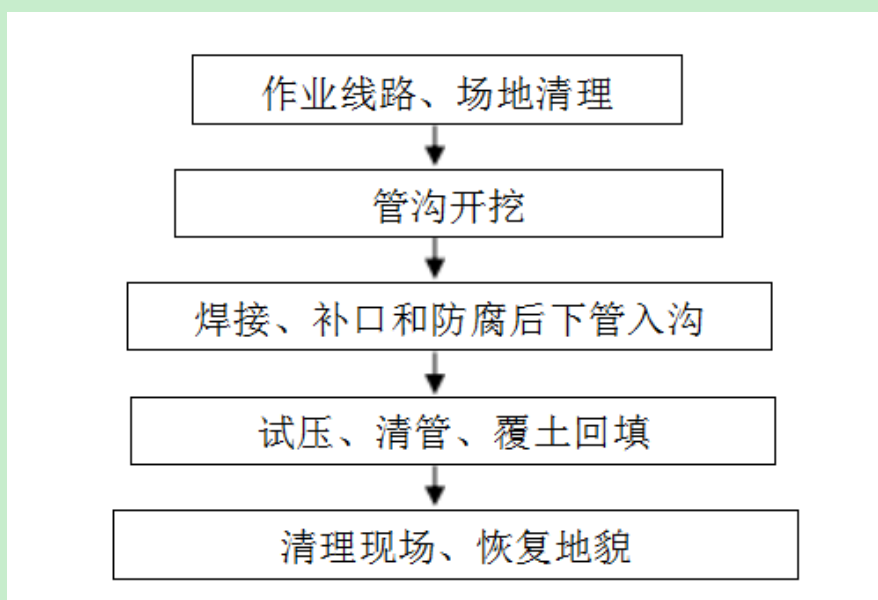 作业线路、场地清理
管沟开挖
焊接、补口和防腐后下管入沟
试压、清管、覆土回填
清理现场、恢复地貌